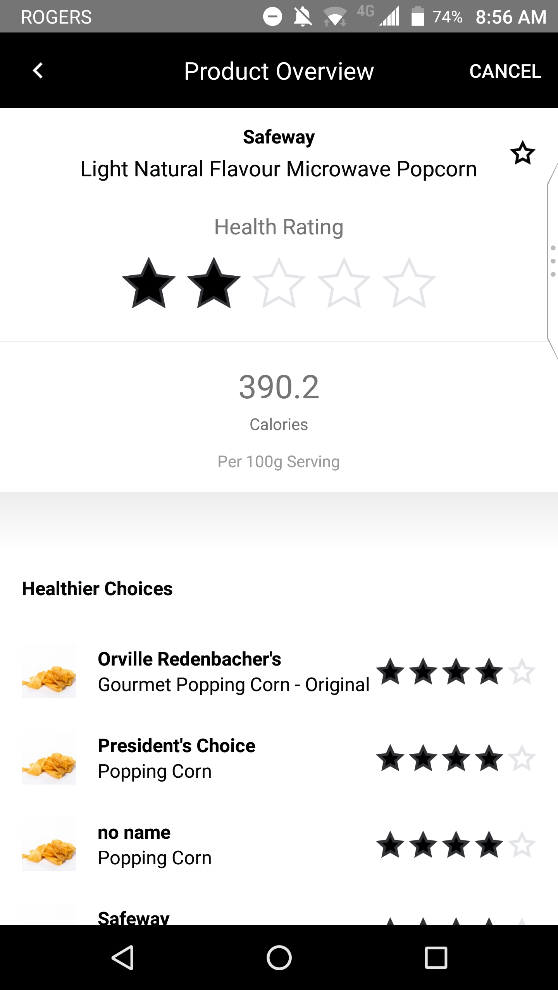 ROGERS 4G 74% 8:56 AM
Product Overview CANCEL
Safeway
Light Natural Flavour Microwave Popcorn
Health Rating
390.2
Calories
Per 100g Serving
Healthier Choices
Orville Redenbacher's
Gourmet Popping Corn - Original
President's Choice
Popping Corn
no name
Popping Corn
Safeway